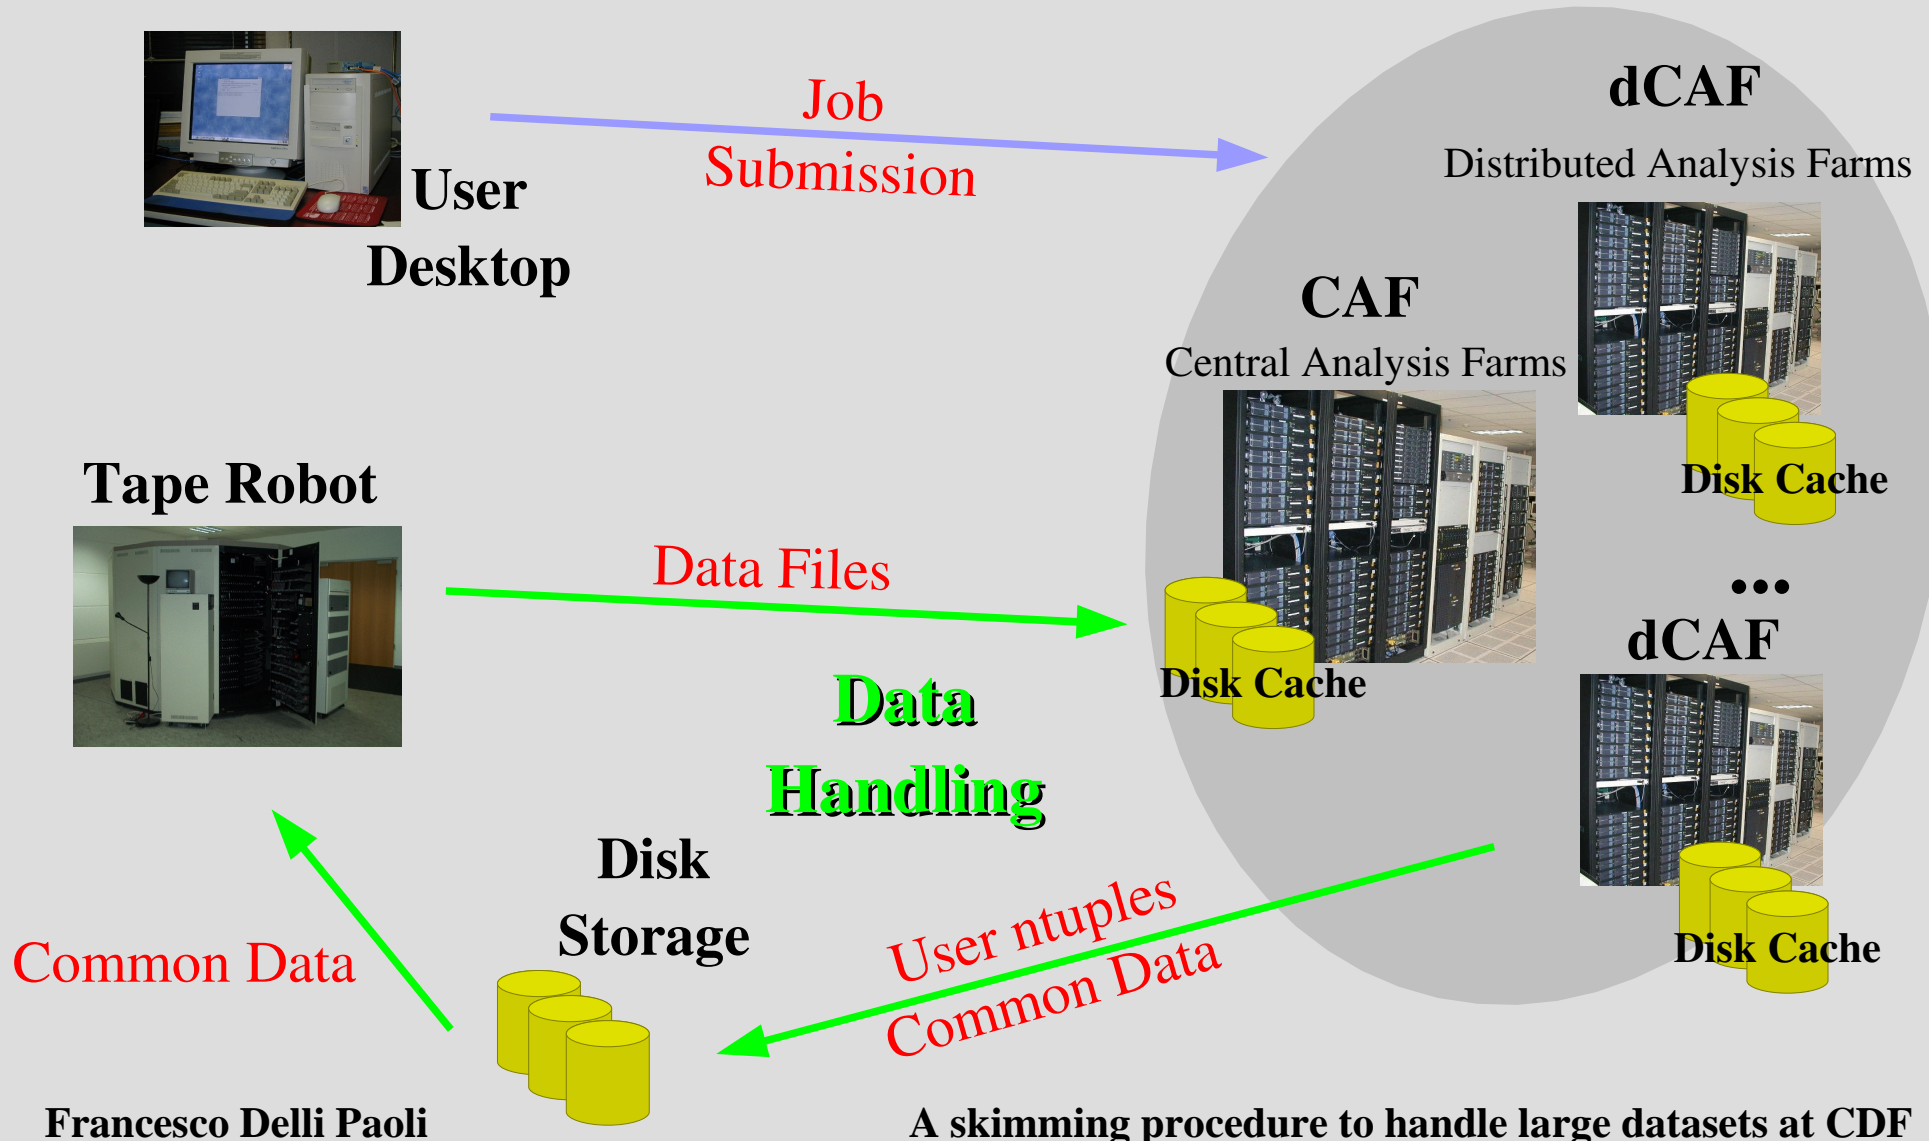 dCAF
Job
Submission
Distributed Analysis Farms
User
Desktop
CAF
Central Analysis Farms
Tape Robot
Disk Cache
Data Files
...
dCAF
Disk Cache
Data
Handling
Disk
Storage
User ntuples
Common Data
Common Data
Disk Cache
Francesco Delli Paoli
A skimming procedure to handle large datasets at CDF